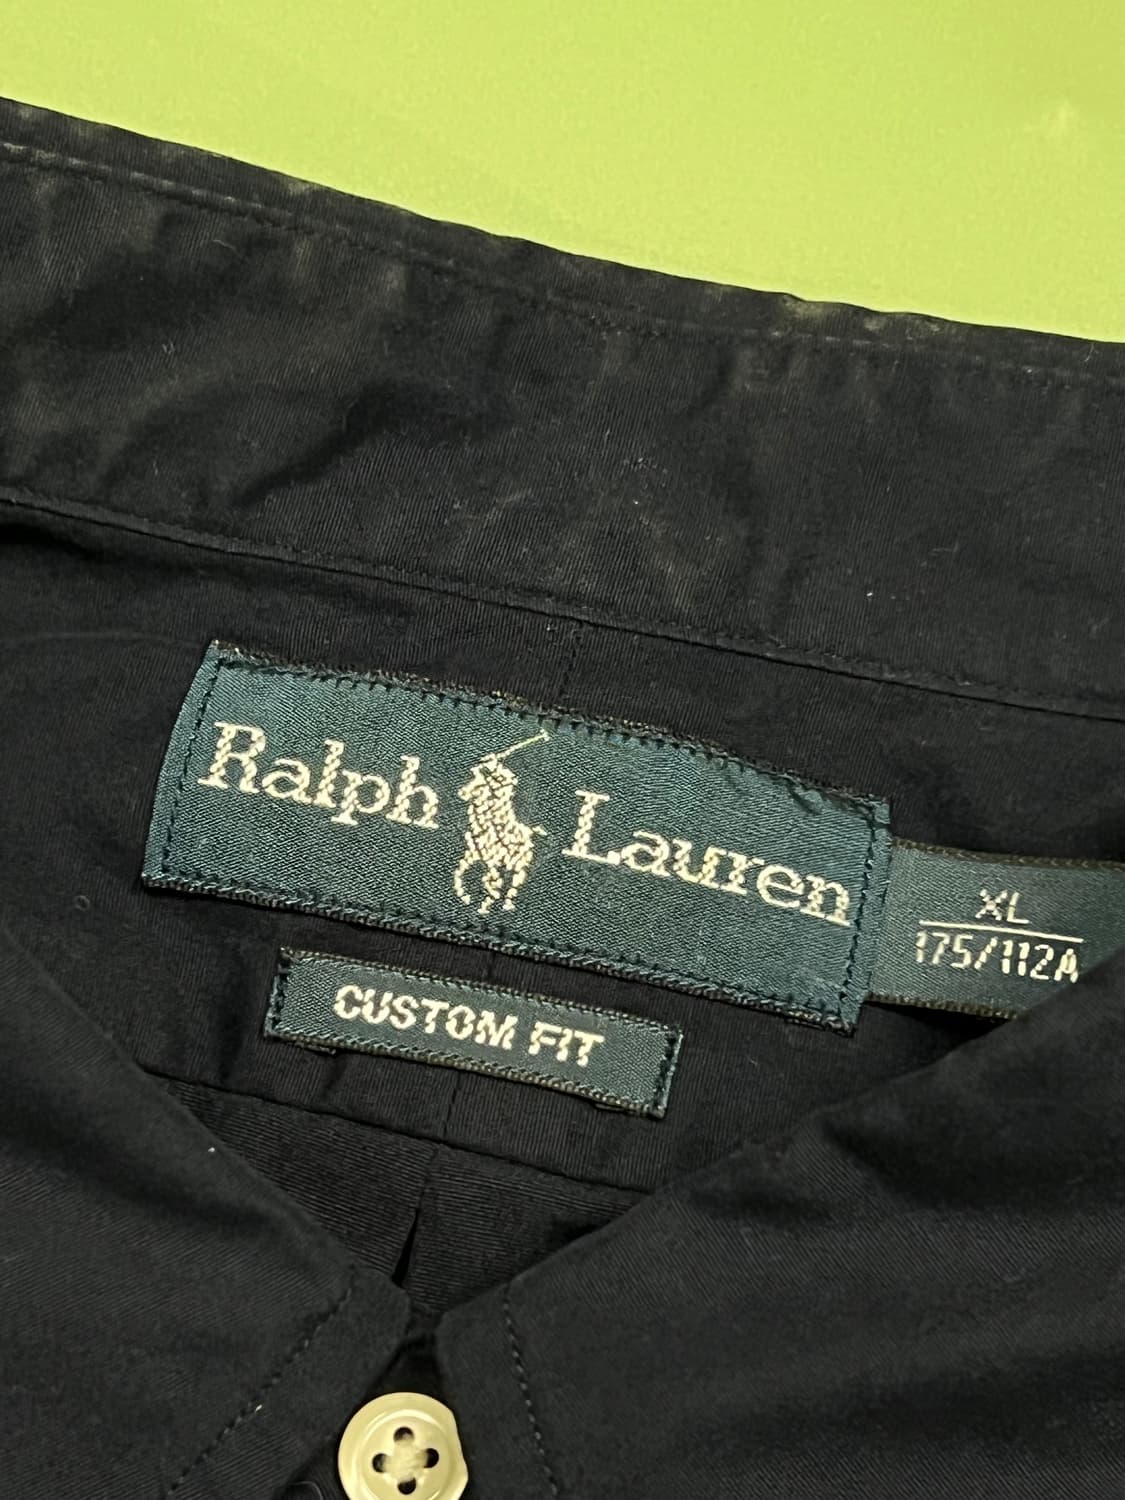 Ralph Lauren
XL
175/112A
CUSTOM FIT